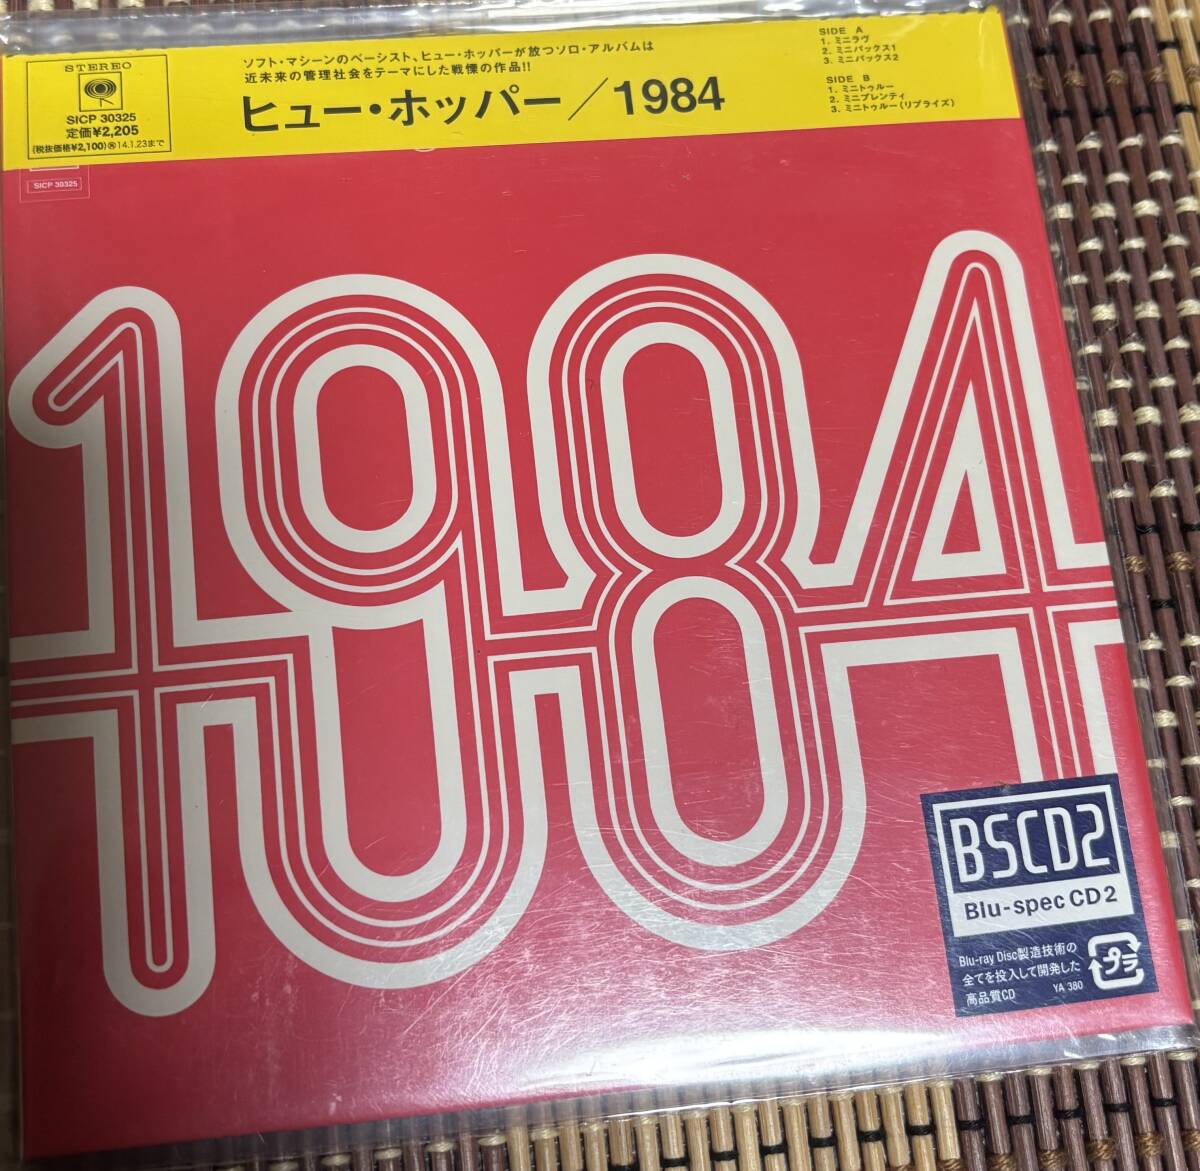 STEREO
SICP 30325
定価¥2,205
(税抜価格¥2,100)㋹14.1.23まで
ソフト・マシーンのベーシスト、ヒュー・ホッパーが放つソロ・アルバムは
近未来の管理社会をテーマにした戦慄の作品!!
ヒュー・ホッパー／1984
SIDE A
1. ミニラヴ
2. ミニパックス1
3. ミニパックス2
SIDE B
1. ミニトゥルー
2. ミニプレンティ
3. ミニトゥルー(リプライズ)
SICP 30325
1984
BSCD2
Blu-spec CD2
Blu-ray Disc製造技術の
全てを投入して開発した
高品質CD
YA 380
プラ